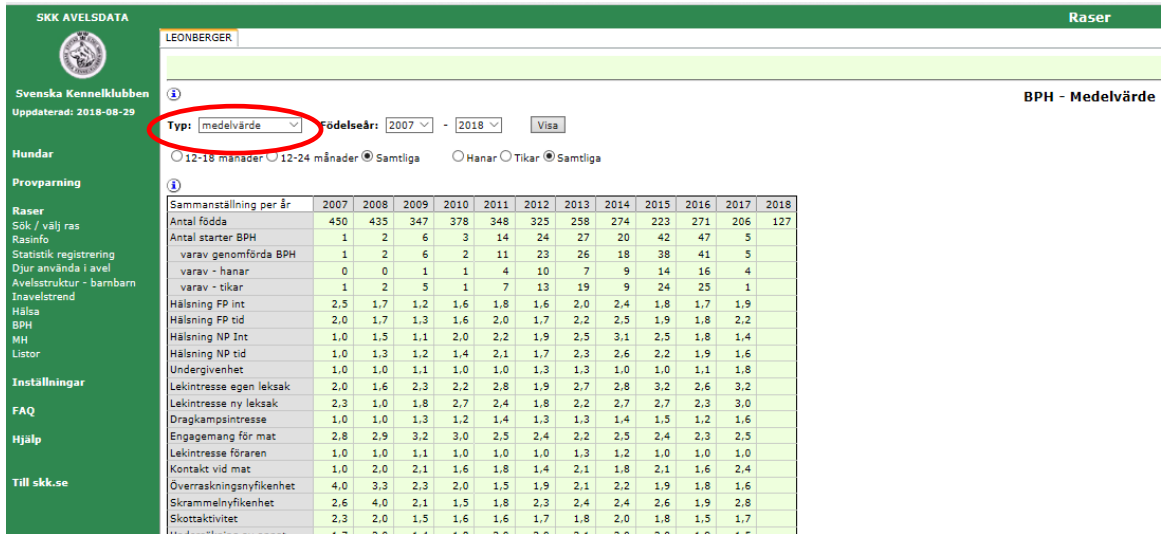 SKK AVELSDATA
Raser
LEONBERGER
Svenska Kennelklubben
Uppdaterad: 2018-08-29
BPH - Medelvärde
Typ: medelvärde Födelseår: 2007 - 2018 Visa
12-18 månader 12-24 månader Samtliga Hanar Tikar Samtliga
Hundar
Provparning
Raser
Sök / välj ras
Rasinfo
Statistik registrering
Djur använda i avel
Avelsstruktur - barnbarn
Inavelstrend
Hälsa
BPH
MH
Listor
Inställningar
FAQ
Hjälp
Till skk.se
Sammanställning per år 2007 2008 2009 2010 2011 2012 2013 2014 2015 2016 2017 2018
Antal födda 450 435 347 378 348 325 258 274 223 271 206 127
Antal starter BPH 1 2 6 3 14 24 27 20 42 47 5
varav genomförda BPH 1 2 6 2 11 23 26 18 38 41 5
varav - hanar 0 0 1 1 4 10 7 9 14 16 4
varav - tikar 1 2 5 1 7 13 19 9 24 25 1
Hälsning FP int 2,5 1,7 1,2 1,6 1,8 1,6 2,0 2,4 1,8 1,7 1,9
Hälsning FP tid 2,0 1,7 1,3 1,6 2,0 1,7 2,2 2,5 1,9 1,8 2,2
Hälsning NP Int 1,0 1,5 1,1 2,0 2,2 1,9 2,5 3,1 2,5 1,8 1,4
Hälsning NP tid 1,0 1,3 1,2 1,4 2,1 1,7 2,3 2,6 2,2 1,9 1,6
Undergivenhet 1,0 1,0 1,1 1,0 1,0 1,3 1,3 1,0 1,0 1,1 1,8
Lekintresse egen leksak 2,0 1,6 2,3 2,2 2,8 1,9 2,7 2,8 3,2 2,6 3,2
Lekintresse ny leksak 2,3 1,0 1,8 2,7 2,4 1,8 2,2 2,7 2,7 2,3 3,0
Dragkampsintresse 1,0 1,0 1,3 1,2 1,4 1,3 1,3 1,4 1,5 1,2 1,6
Engagemang för mat 2,8 2,9 3,2 3,0 2,5 2,4 2,2 2,5 2,4 2,3 2,5
Lekintresse föraren 1,0 1,0 1,1 1,0 1,0 1,0 1,3 1,2 1,0 1,0 1,0
Kontakt vid mat 1,0 2,0 2,1 1,6 1,8 1,4 2,1 1,8 2,1 1,6 2,4
Överraskningsnyfikenhet 4,0 3,3 2,3 2,0 1,5 1,9 2,1 2,2 1,9 1,8 1,6
Skrammelnyfikenhet 2,6 4,0 2,1 1,5 1,8 2,3 2,4 2,4 2,6 1,9 2,8
Skottaktivitet 2,3 2,0 1,5 1,6 1,6 1,7 1,8 2,0 1,8 1,5 1,7